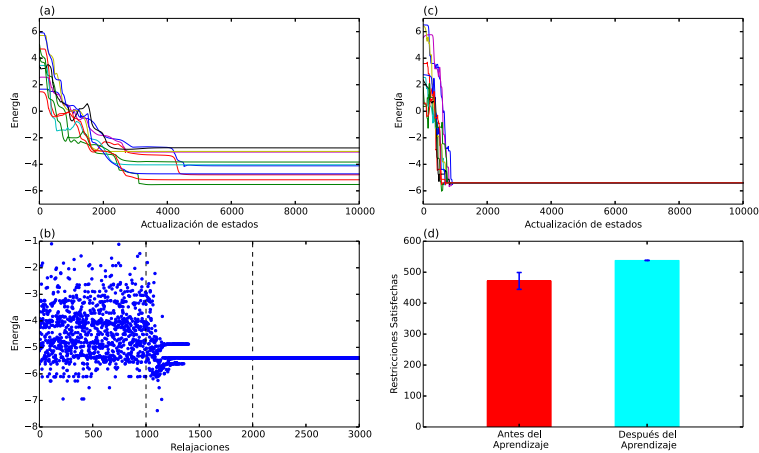 (a)
6
4
2
0
−2
−4
−6
Energía
0 2000 4000 6000 8000 10000
Actualización de estados
(c)
6
4
2
0
−2
−4
−6
Energía
0 2000 4000 6000 8000 10000
Actualización de estados
(b)
−1
−2
−3
−4
−5
−6
−7
−8
Energía
0 500 1000 1500 2000 2500 3000
Relajaciones
(d)
600
500
400
300
200
100
0
Restricciones Satisfechas
Antes del
Aprendizaje
Después del
Aprendizaje